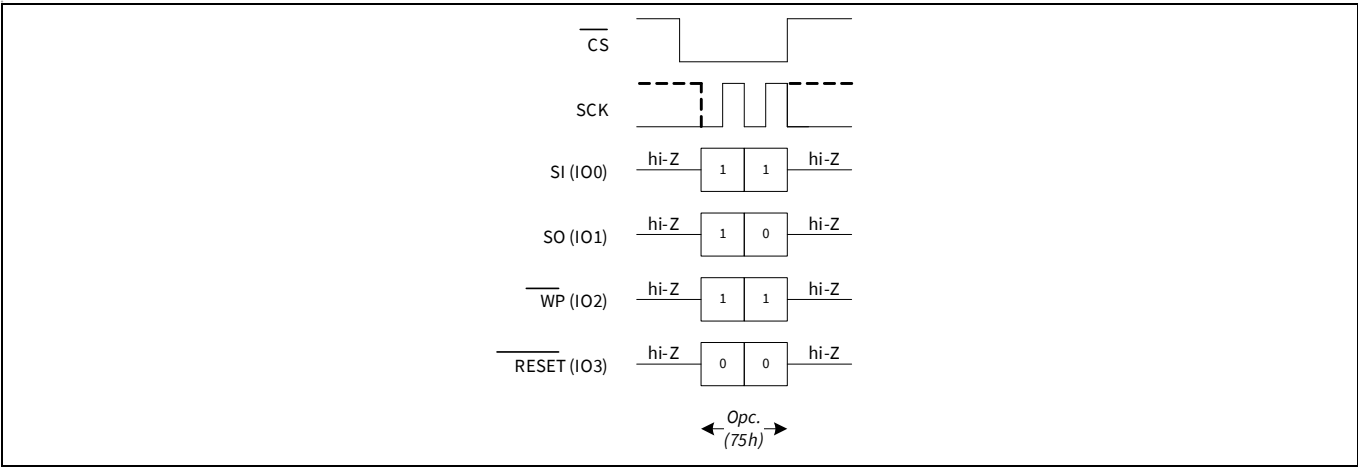 CS
SCK
SI (IO0) hi-Z 1 1 hi-Z
SO (IO1) hi-Z 1 0 hi-Z
WP (IO2) hi-Z 1 1 hi-Z
RESET (IO3) hi-Z 0 0 hi-Z
Opc.
(75h)